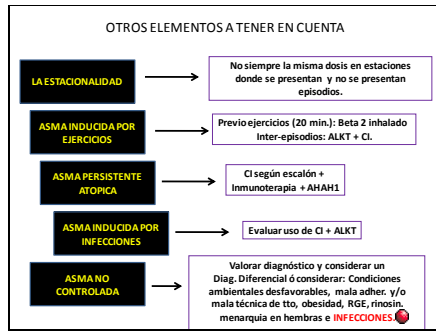 OTROS ELEMENTOS A TENER EN CUENTA
LA ESTACIONALIDAD
No siempre la misma dosis en estaciones
donde se presentan y no se presentan
episodios.
ASMA INDUCIDA POR
EJERCICIOS
Previo ejercicios (20 min.): Beta 2 inhalado
Inter-episodios: ALKT + CI.
ASMA PERSISTENTE
ATOPICA
CI según escalón +
Inmunoterapia + AHAH1
ASMA INDUCIDA POR
INFECCIONES
Evaluar uso de CI + ALKT
ASMA NO
CONTROLADA
Valorar diagnóstico y considerar un
Diag. Diferencial ó considerar: Condiciones
ambientales desfavorables, mala adher. y/o
mala técnica de tto, obesidad, RGE, rinosin.
menarquia en hembras e INFECCIONES.